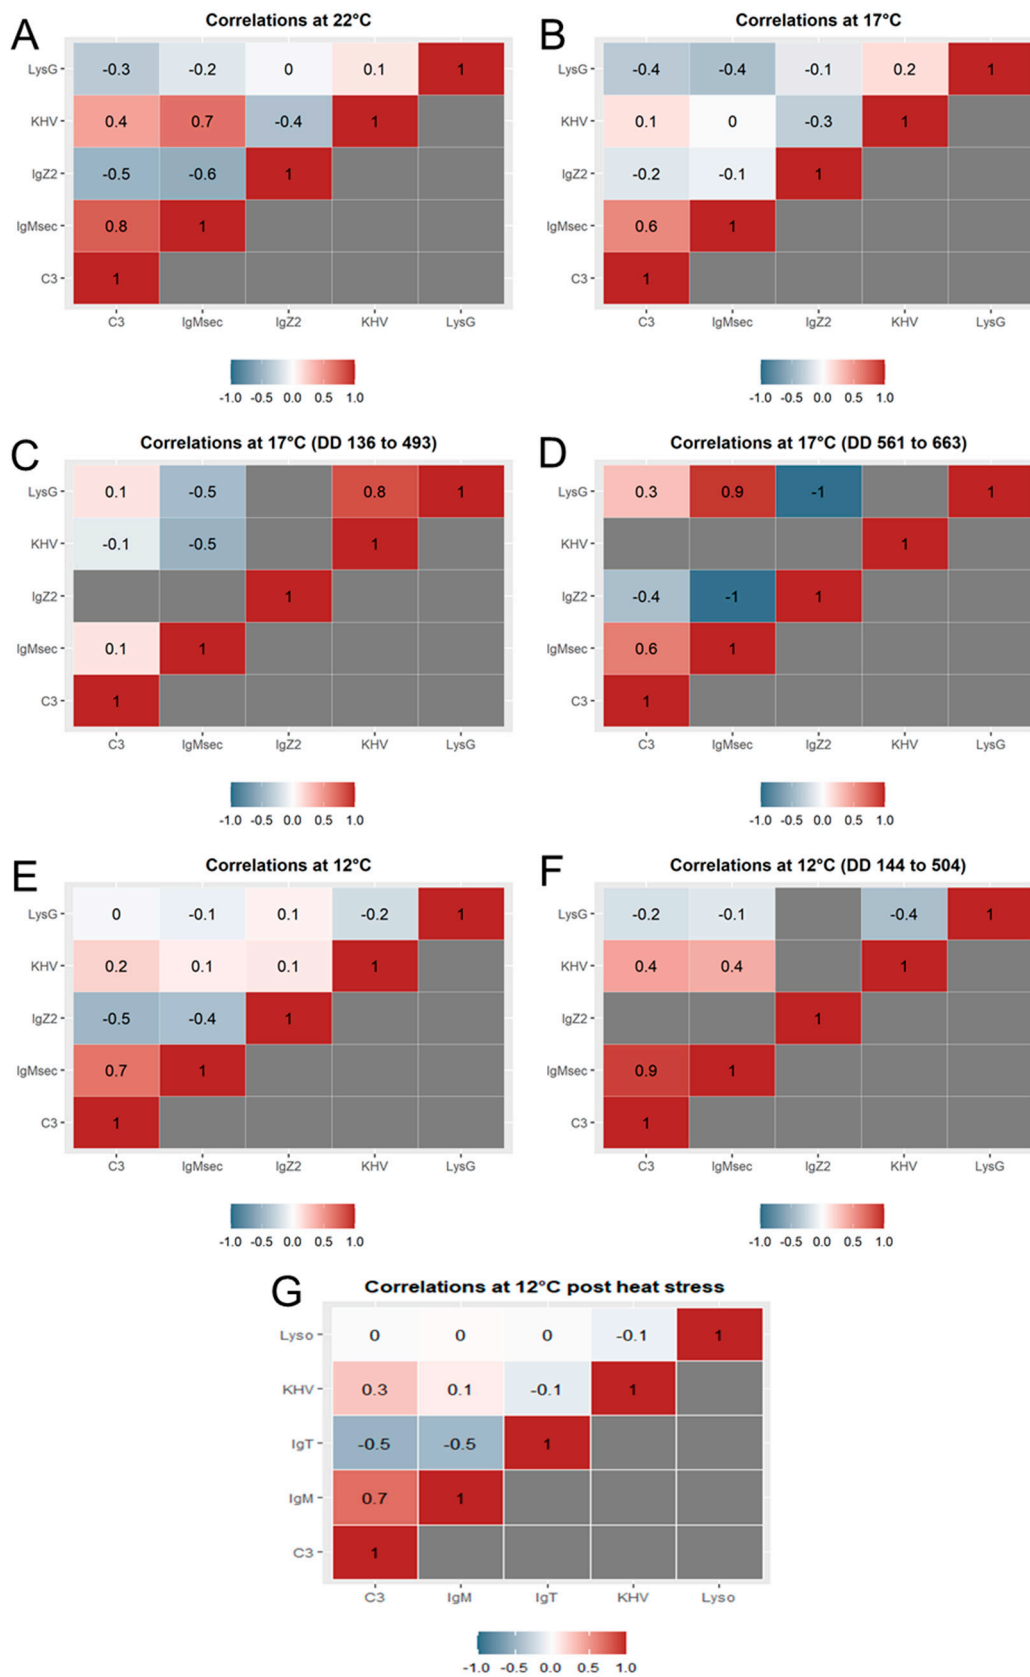 A
Correlations at 22°C
LysG -0.3 -0.2 0 0.1 1
KHV 0.4 0.7 -0.4 1
IgZ2 -0.5 -0.6 1
IgMsec 0.8 1
C3 1
C3 IgMsec IgZ2 KHV LysG
-1.0 -0.5 0.0 0.5 1.0
B
Correlations at 17°C
LysG -0.4 -0.4 -0.1 0.2 1
KHV 0.1 0 -0.3 1
IgZ2 -0.2 -0.1 1
IgMsec 0.6 1
C3 1
C3 IgMsec IgZ2 KHV LysG
-1.0 -0.5 0.0 0.5 1.0
C
Correlations at 17°C (DD 136 to 493)
LysG 0.1 -0.5 0.8 1
KHV -0.1 -0.5 1
IgZ2 1
IgMsec 0.1 1
C3 1
C3 IgMsec IgZ2 KHV LysG
-1.0 -0.5 0.0 0.5 1.0
D
Correlations at 17°C (DD 561 to 663)
LysG 0.3 0.9 -1 1
KHV 1
IgZ2 -0.4 -1 1
IgMsec 0.6 1
C3 1
C3 IgMsec IgZ2 KHV LysG
-1.0 -0.5 0.0 0.5 1.0
E
Correlations at 12°C
LysG 0 -0.1 0.1 -0.2 1
KHV 0.2 0.1 0.1 1
IgZ2 -0.5 -0.4 1
IgMsec 0.7 1
C3 1
C3 IgMsec IgZ2 KHV LysG
-1.0 -0.5 0.0 0.5 1.0
F
Correlations at 12°C (DD 144 to 504)
LysG -0.2 -0.1 -0.4 1
KHV 0.4 0.4 1
IgZ2 1
IgMsec 0.9 1
C3 1
C3 IgMsec IgZ2 KHV LysG
-1.0 -0.5 0.0 0.5 1.0
G
Correlations at 12°C post heat stress
Lyso 0 0 0 -0.1 1
KHV 0.3 0.1 -0.1 1
IgT -0.5 -0.5 1
IgM 0.7 1
C3 1
C3 IgM IgT KHV Lyso
-1.0 -0.5 0.0 0.5 1.0